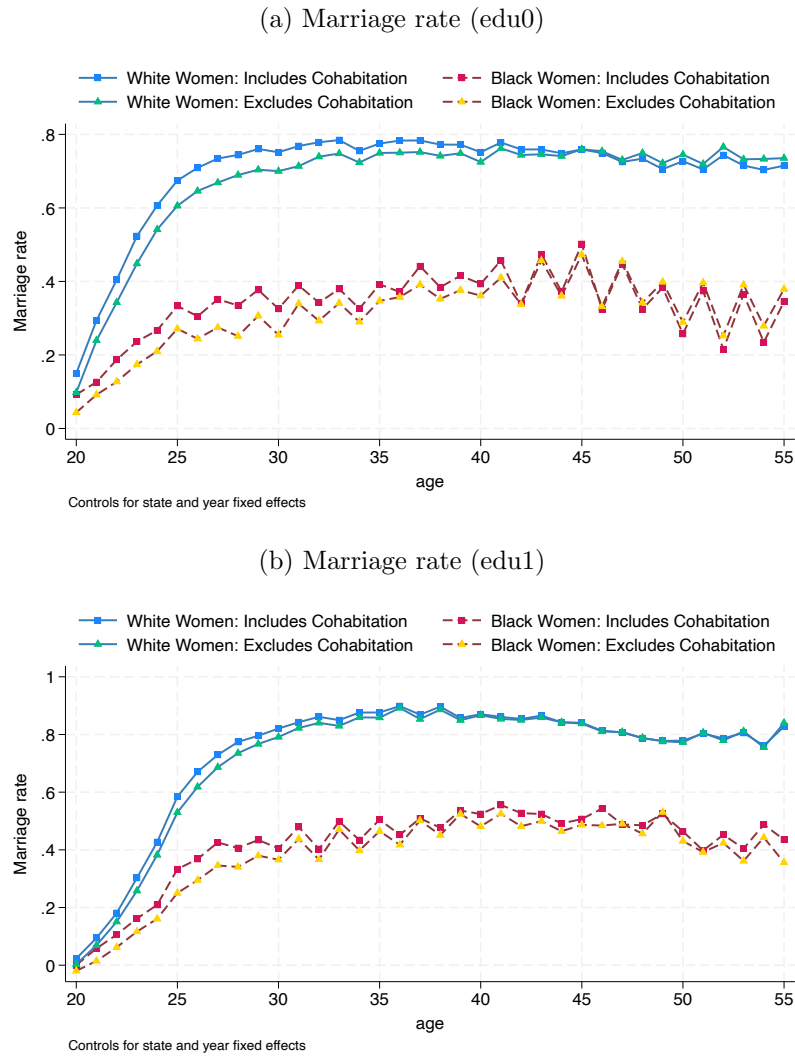 (a) Marriage rate (edu0)
White Women: Includes Cohabitation
Black Women: Includes Cohabitation
White Women: Excludes Cohabitation
Black Women: Excludes Cohabitation
.8
.6
.4
.2
0
Marriage rate
20 25 30 35 40 45 50 55
age
Controls for state and year fixed effects
(b) Marriage rate (edu1)
White Women: Includes Cohabitation
Black Women: Includes Cohabitation
White Women: Excludes Cohabitation
Black Women: Excludes Cohabitation
1
.8
.6
.4
.2
0
Marriage rate
20 25 30 35 40 45 50 55
age
Controls for state and year fixed effects